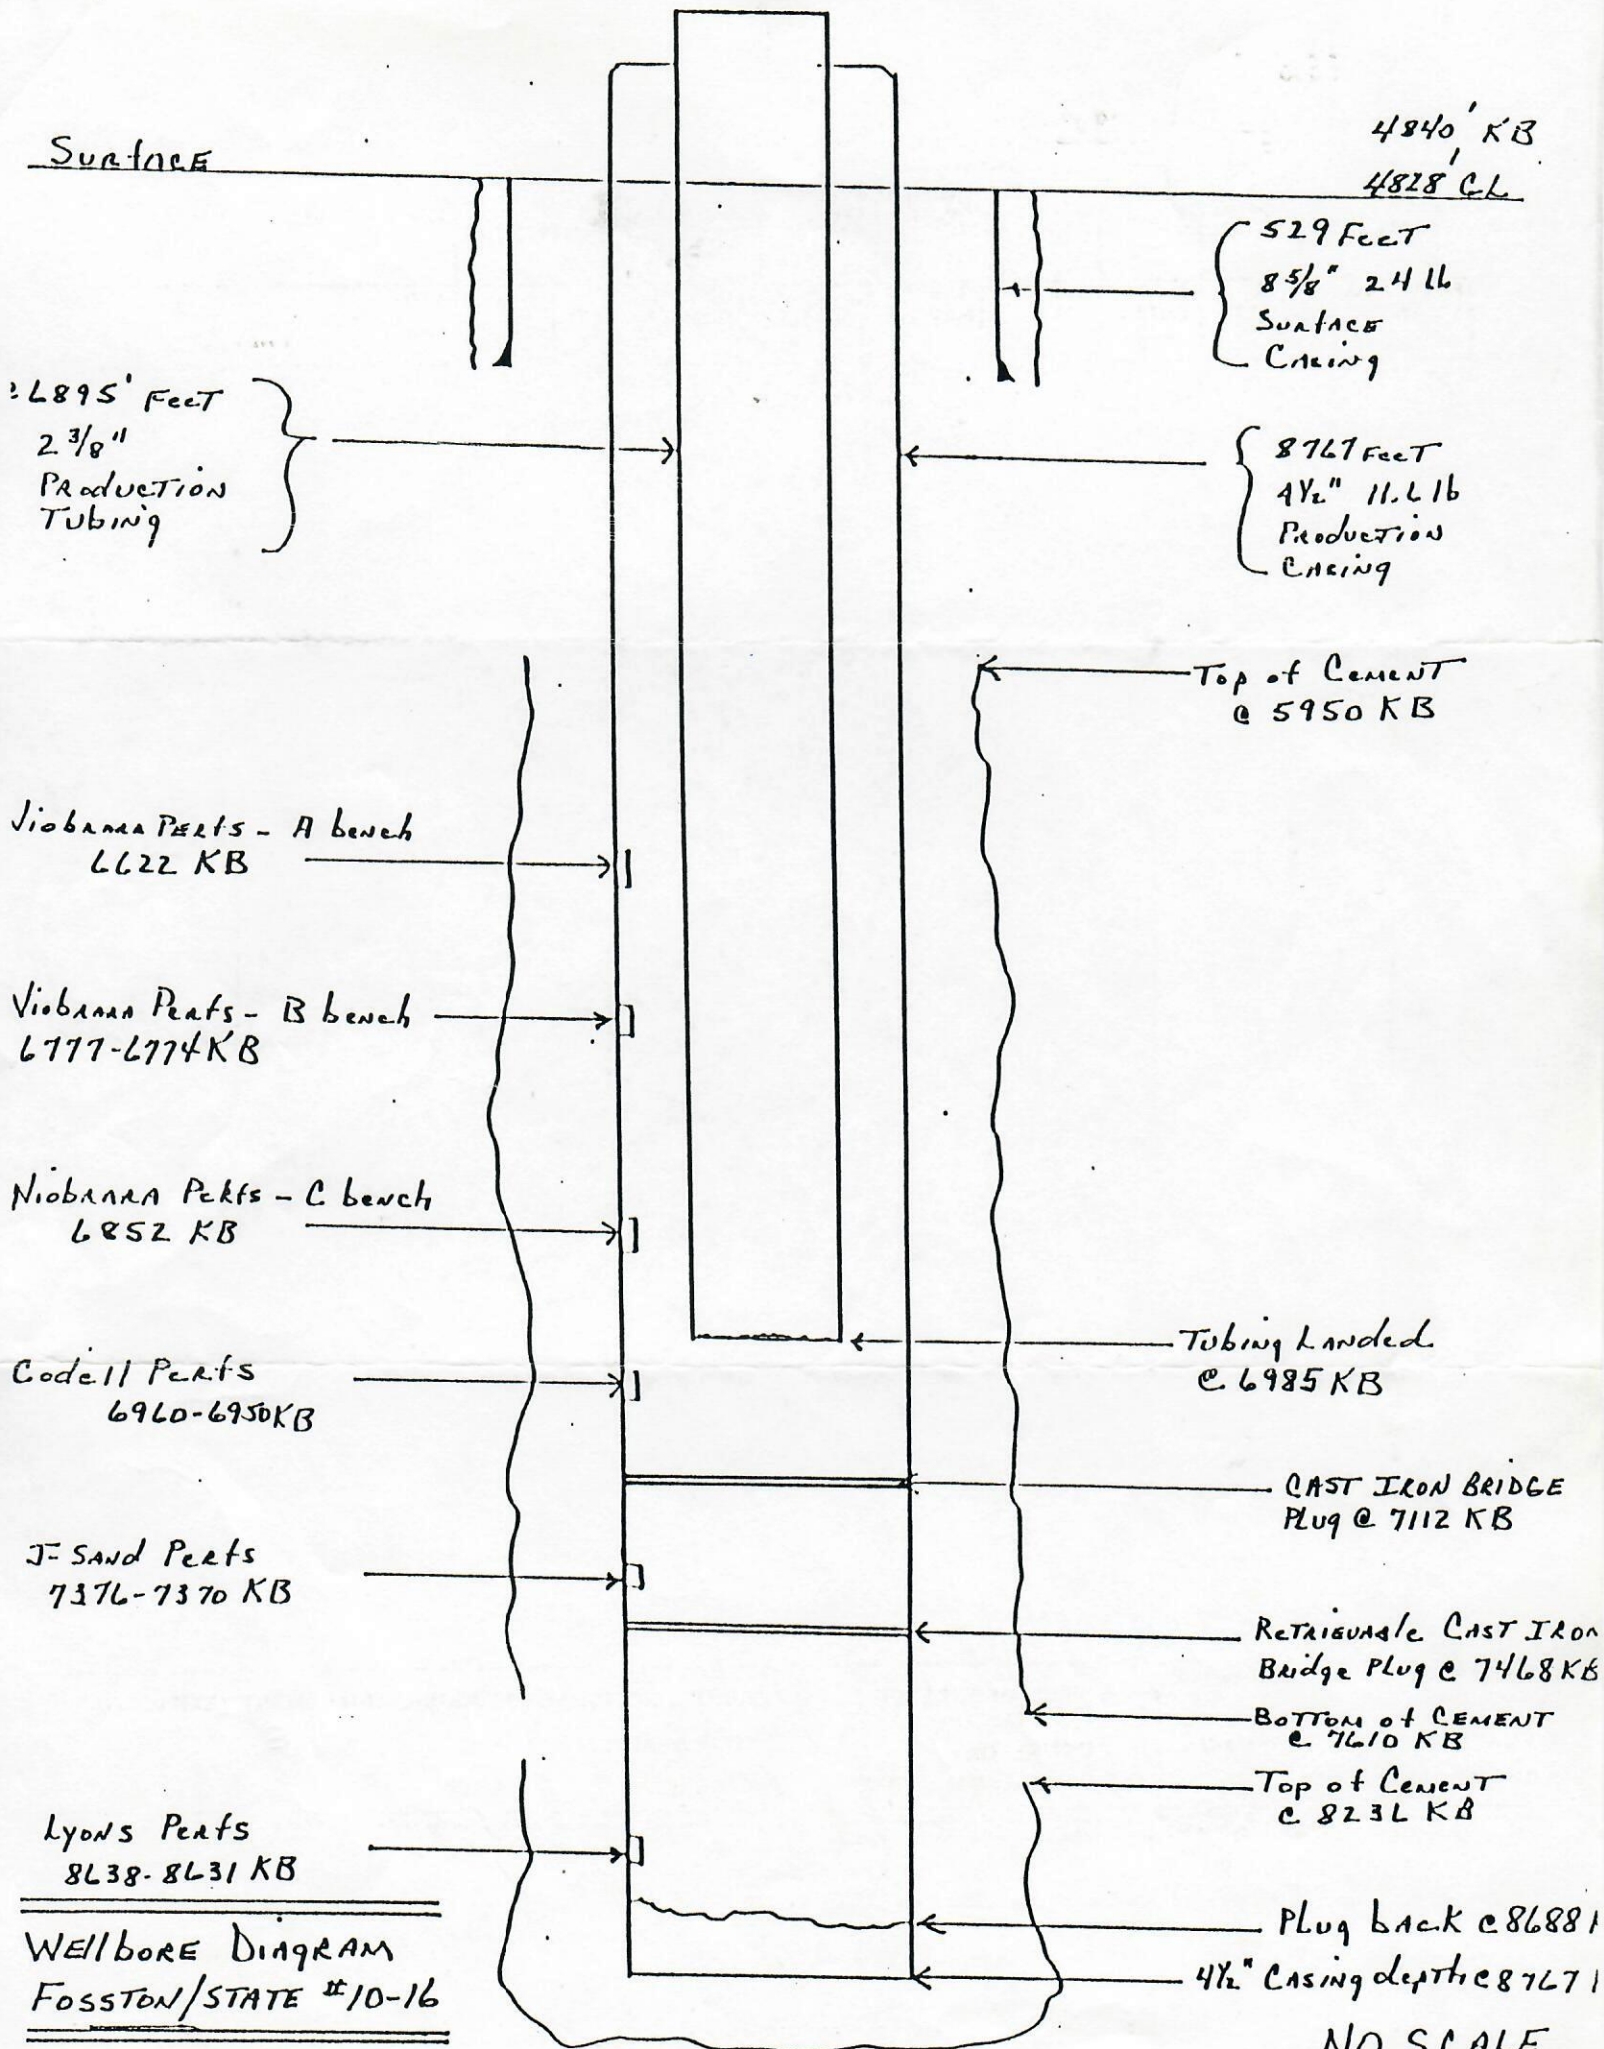 Surface
4840' KB
4828' GL
529 Feet
8 5/8" 24 lb
Surface
Casing
6895' Feet
2 3/8"
Production
Tubing
8767 Feet
4 1/2" 11.6 lb
Production
Casing
Top of Cement
@ 5950 KB
Niobrara Perfs - A bench
6622 KB
Niobrara Perfs - B bench
6777-6774 KB
Niobrara Perfs - C bench
6852 KB
Tubing Landed
@ 6985 KB
Codell Perfs
6960-6950 KB
CAST IRON BRIDGE
Plug @ 7112 KB
J-Sand Perfs
7376-7370 KB
Retrievable Cast Iron
Bridge Plug @ 7468 KB
Bottom of Cement
@ 7610 KB
Top of Cement
@ 8236 KB
Lyons Perfs
8638-8631 KB
Plug back @ 8688
4 1/2" Casing depth @ 8767
Wellbore Diagram
Fosston/State #10-16
NO SCALE